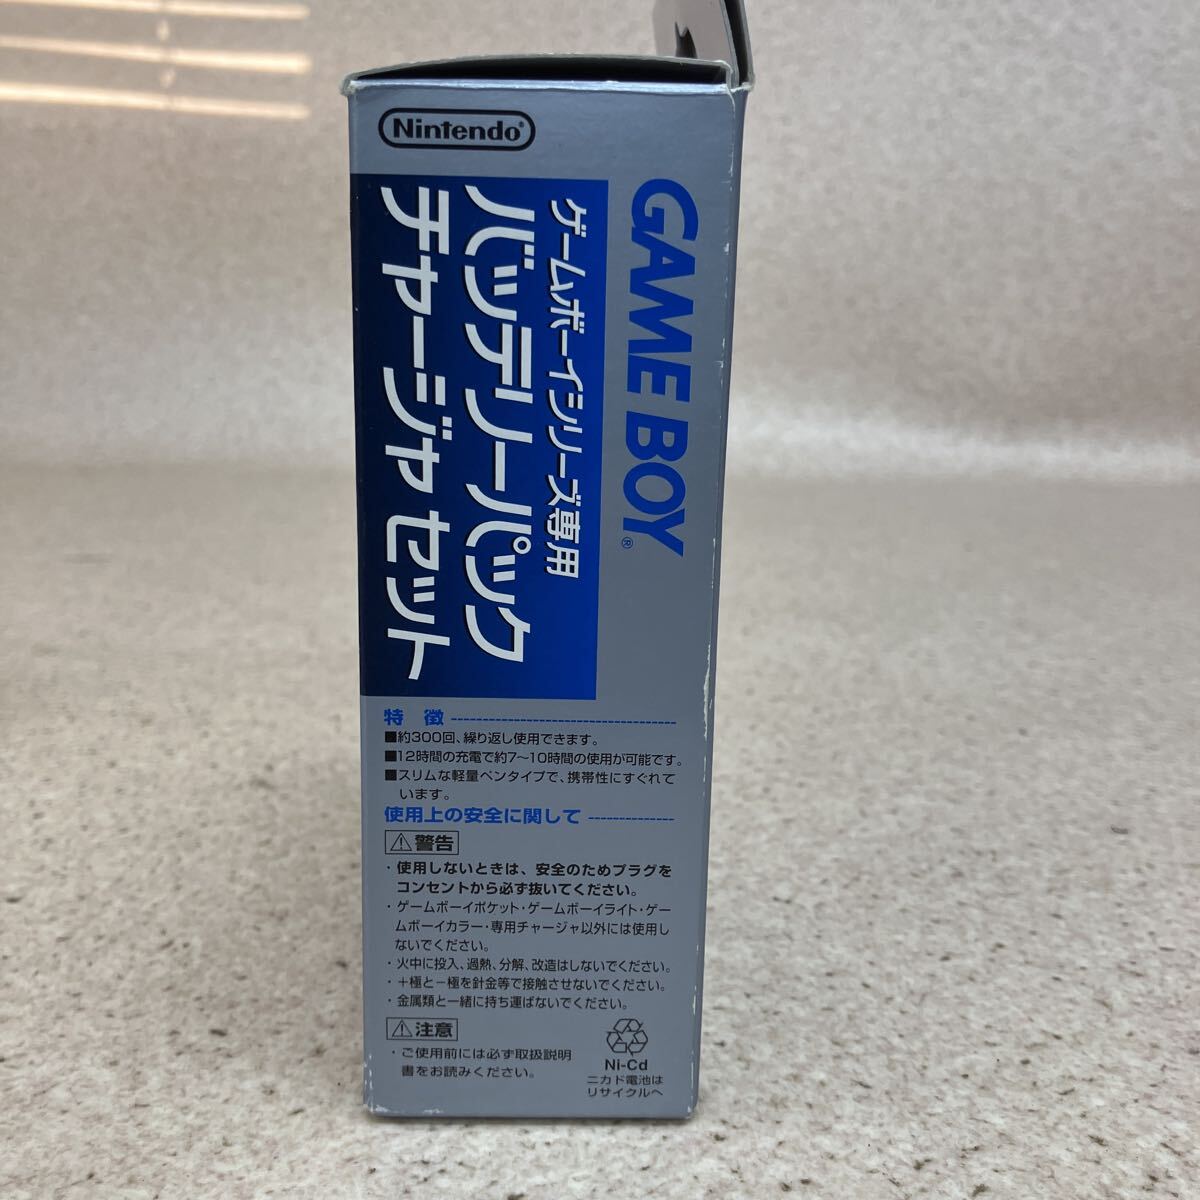 Nintendo®
GAME BOY®
ゲームボーイシリーズ専用
バッテリーパック
チャージャ セット
特 徴
■約300回、繰り返し使用できます。
■12時間の充電で約7〜10時間の使用が可能です。
■スリムな軽量ペンタイプで、携帯性にすぐれて
います。
使用上の安全に関して
⚠警告
・使用しないときは、安全のためプラグを
コンセントから必ず抜いてください。
・ゲームボーイポケット・ゲームボーイライト・ゲー
ムボーイカラー・専用チャージャ以外には使用し
ないでください。
・火中に投入、過熱、分解、改造はしないでください。
・＋極と－極を針金等で接触させないでください。
・金属類と一緒に持ち運ばないでください。
⚠注意
・ご使用前には必ず取扱説明
書をお読みください。
Ni-Cd
ニカド電池は
リサイクルへ